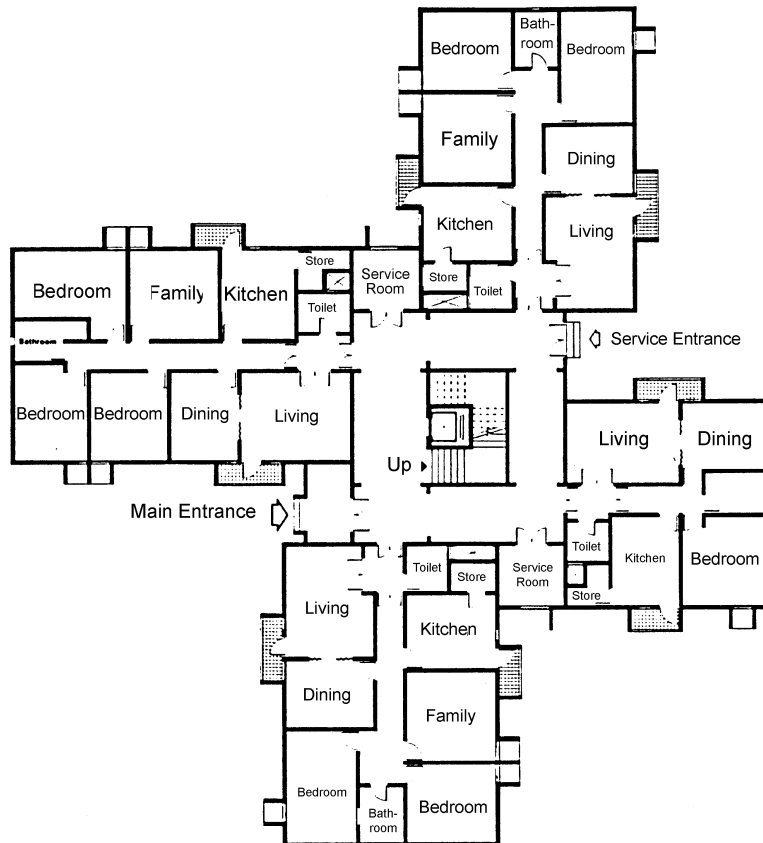 Bath-
room
Bedroom
Bedroom
Family
Dining
Kitchen
Living
Store
Toilet
Store
Service
Room
Bedroom
Family
Kitchen
Toilet
Bathroom
Service Entrance
Bedroom
Bedroom
Dining
Living
Living
Dining
Up
Main Entrance
Toilet
Store
Service
Room
Toilet
Kitchen
Bedroom
Store
Living
Kitchen
Dining
Family
Bedroom
Bath-
room
Bedroom